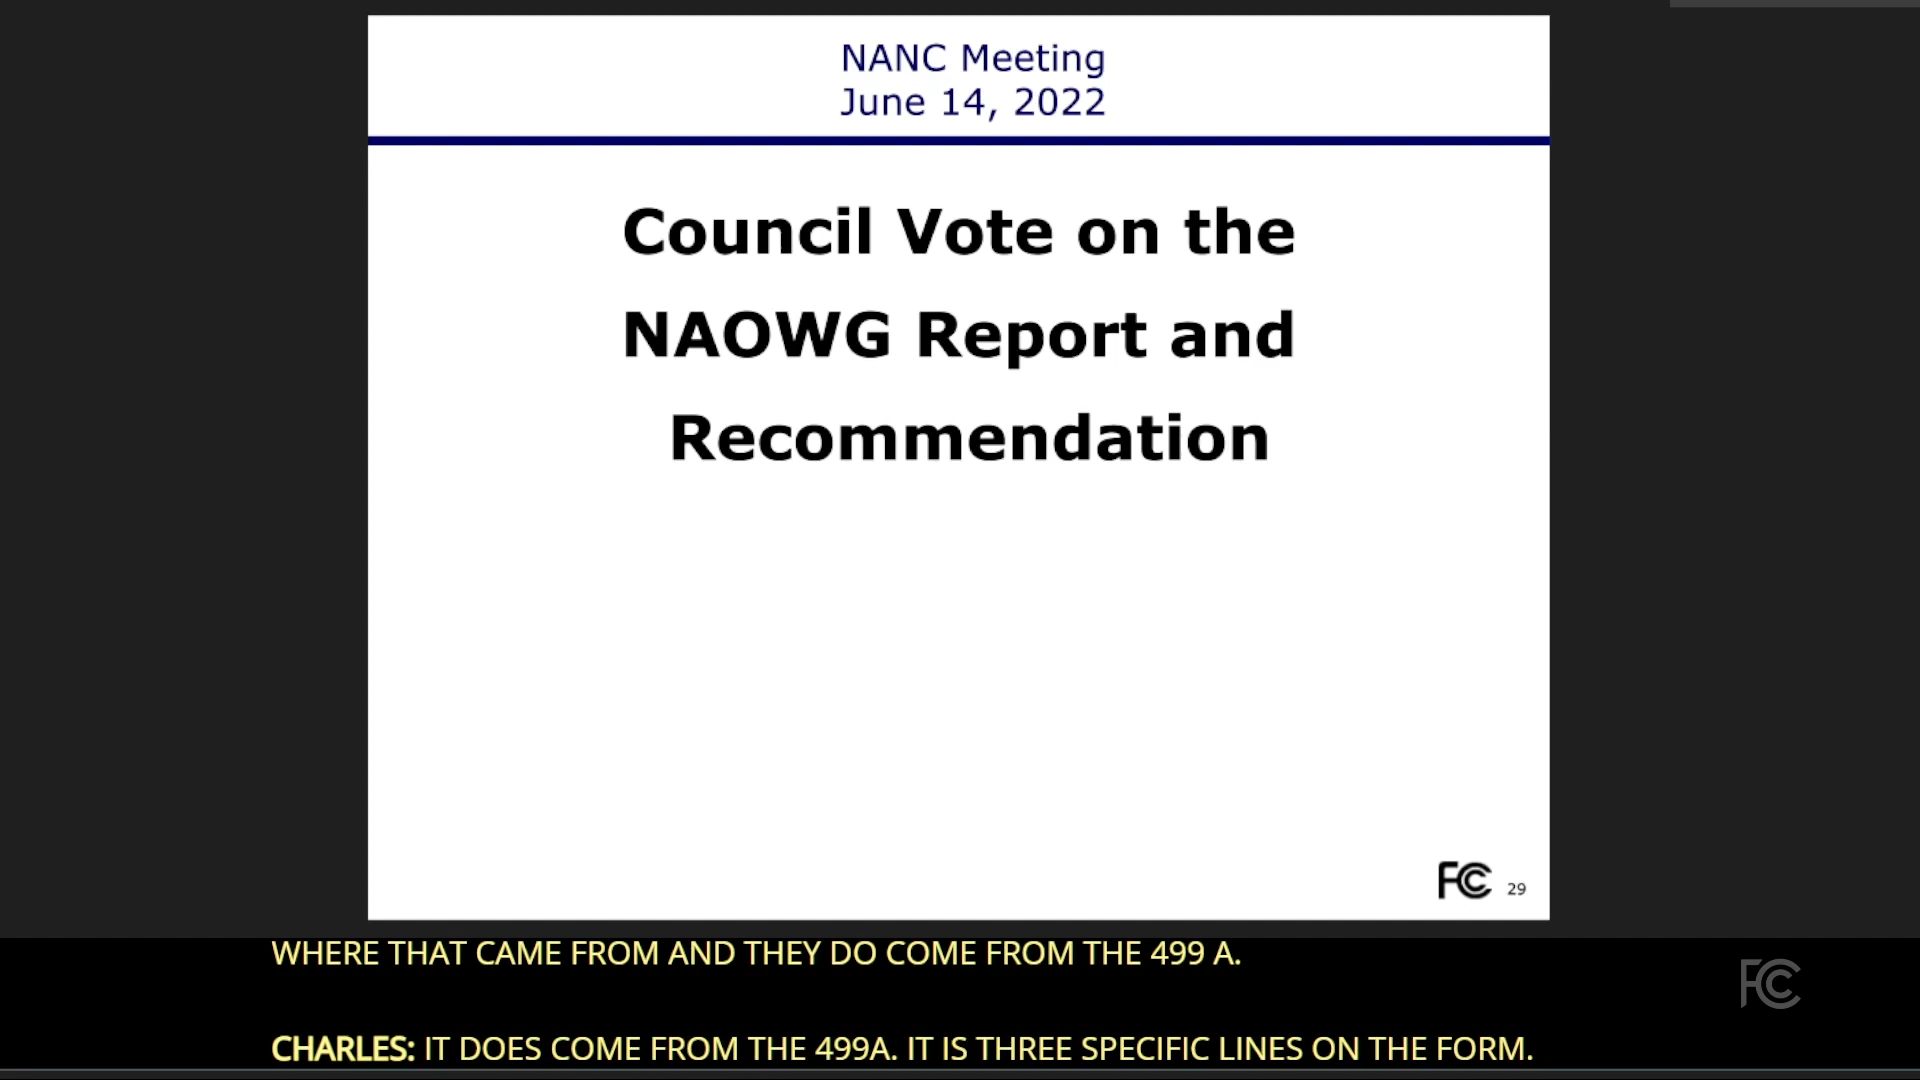 NANC Meeting
June 14, 2022
Council Vote on the
NAOWG Report and
Recommendation
FCC 29
WHERE THAT CAME FROM AND THEY DO COME FROM THE 499 A.
FCC
CHARLES: IT DOES COME FROM THE 499A. IT IS THREE SPECIFIC LINES ON THE FORM.